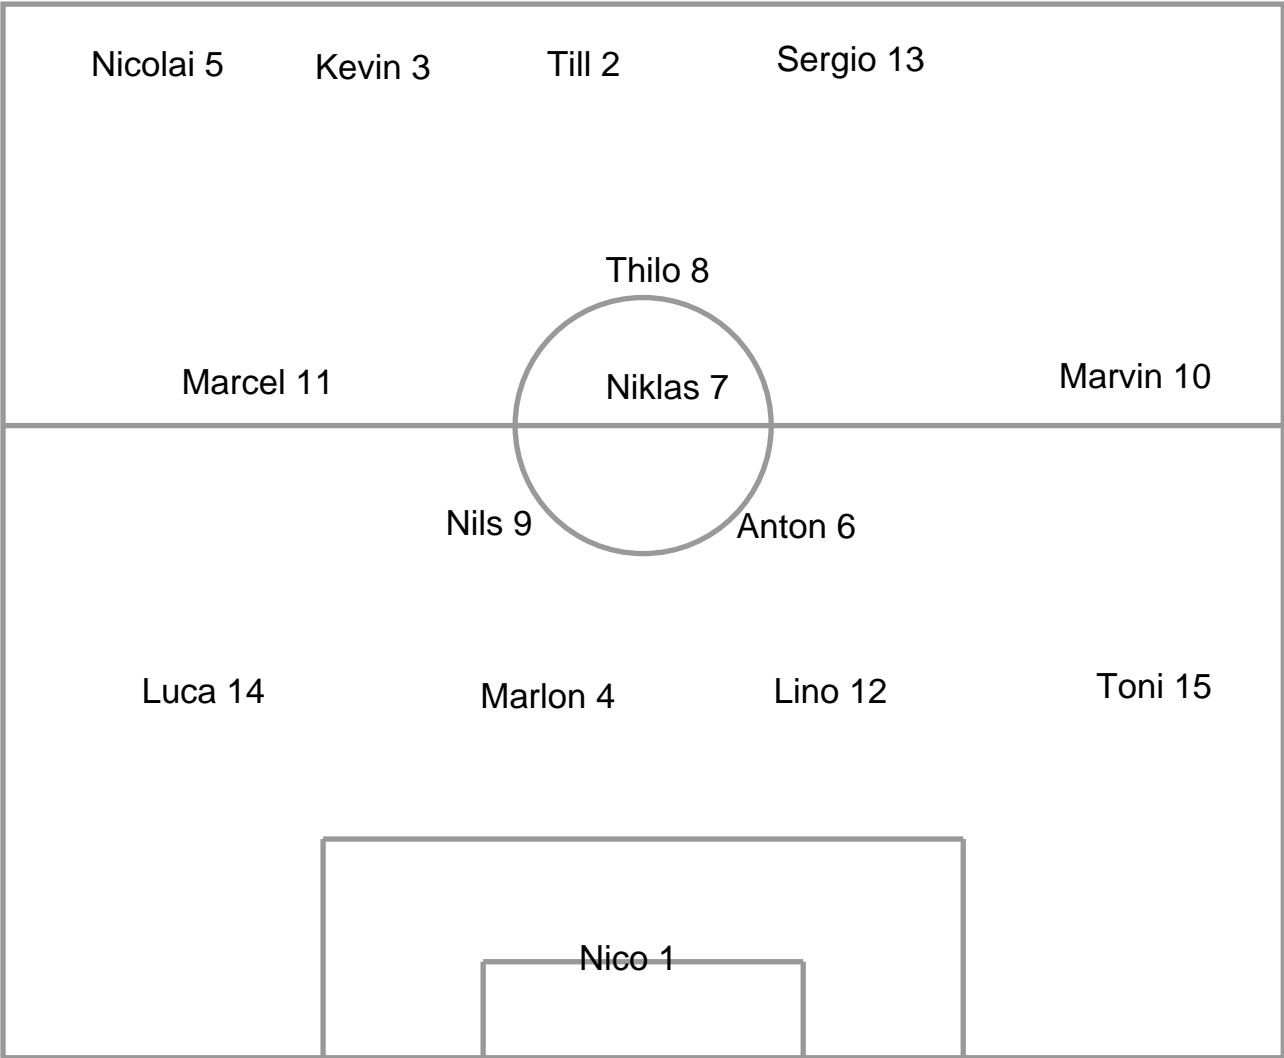 Nicolai 5
Kevin 3
Till 2
Sergio 13
Thilo 8
Marcel 11
Niklas 7
Marvin 10
Nils 9
Anton 6
Luca 14
Marlon 4
Lino 12
Toni 15
Nico 1